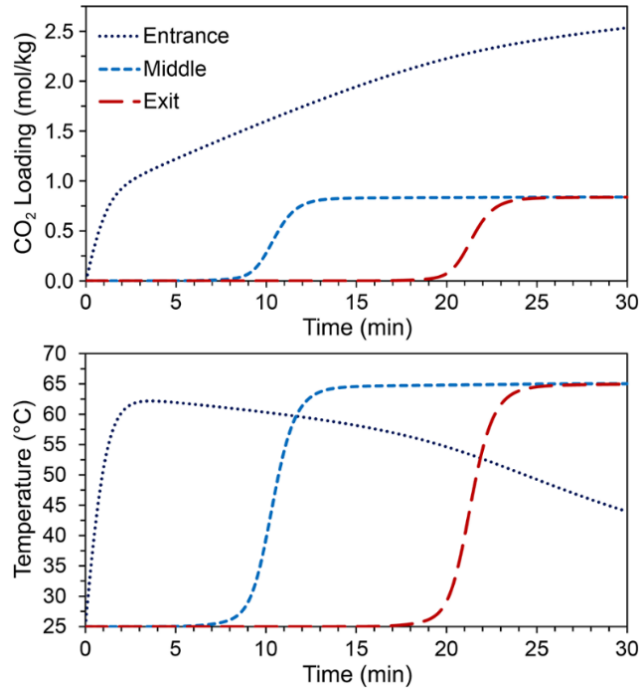 2.5
2.0
1.5
1.0
0.5
0.0
CO₂ Loading (mol/kg)
Entrance
Middle
Exit
0 5 10 15 20 25 30
Time (min)
70
65
60
55
50
45
40
35
30
25
Temperature (°C)
0 5 10 15 20 25 30
Time (min)